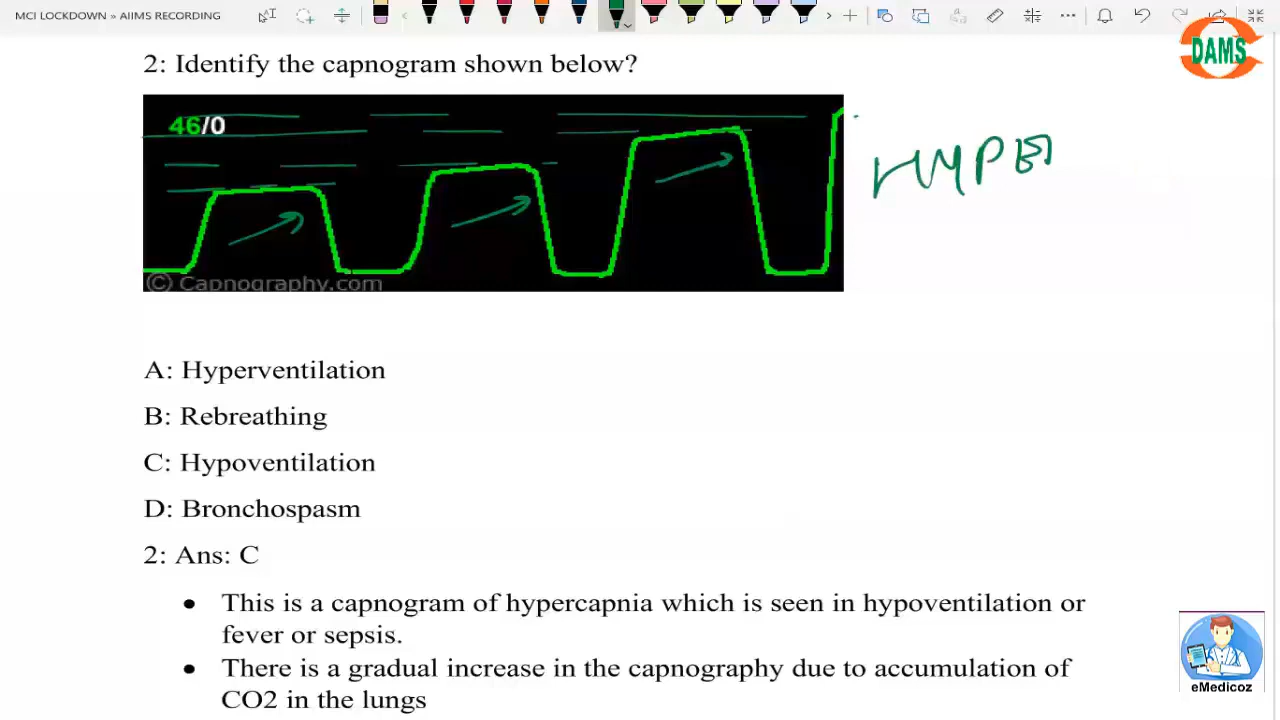 MCI LOCKDOWN » AIIMS RECORDING
DAMS
2: Identify the capnogram shown below?
46/0
HYPE
© Capnography.com
A: Hyperventilation
B: Rebreathing
C: Hypoventilation
D: Bronchospasm
2: Ans: C
• This is a capnogram of hypercapnia which is seen in hypoventilation or
fever or sepsis.
• There is a gradual increase in the capnography due to accumulation of
CO2 in the lungs
eMedicoz